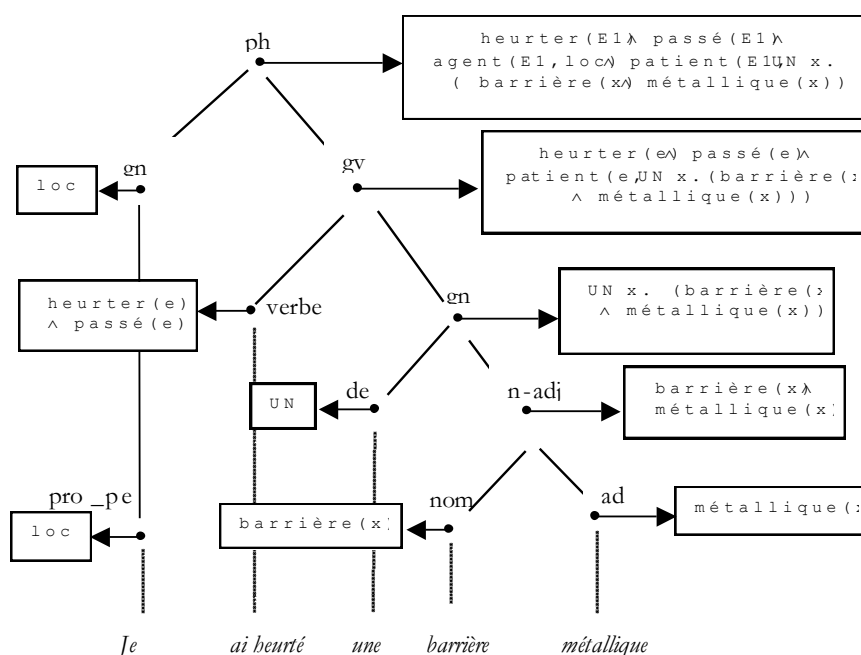 ph
heurter(E1)∧ passé(E1)∧
agent(E1,loc∧) patient(E1,UN x.
( barrière(x∧) métallique(x))
gn
loc
gv
heurter(e∧) passé(e)∧
patient(e,UN x.(barrière(x
∧ métallique(x)))
heurter(e)
∧ passé(e)
verbe
gn
UN x. (barrière(x
∧ métallique(x))
UN
de
n-adj
barrière(x)∧
métallique(x)
pro_pe
loc
barrière(x)
nom
ad
métallique(x
Je ai heurté une barrière métallique